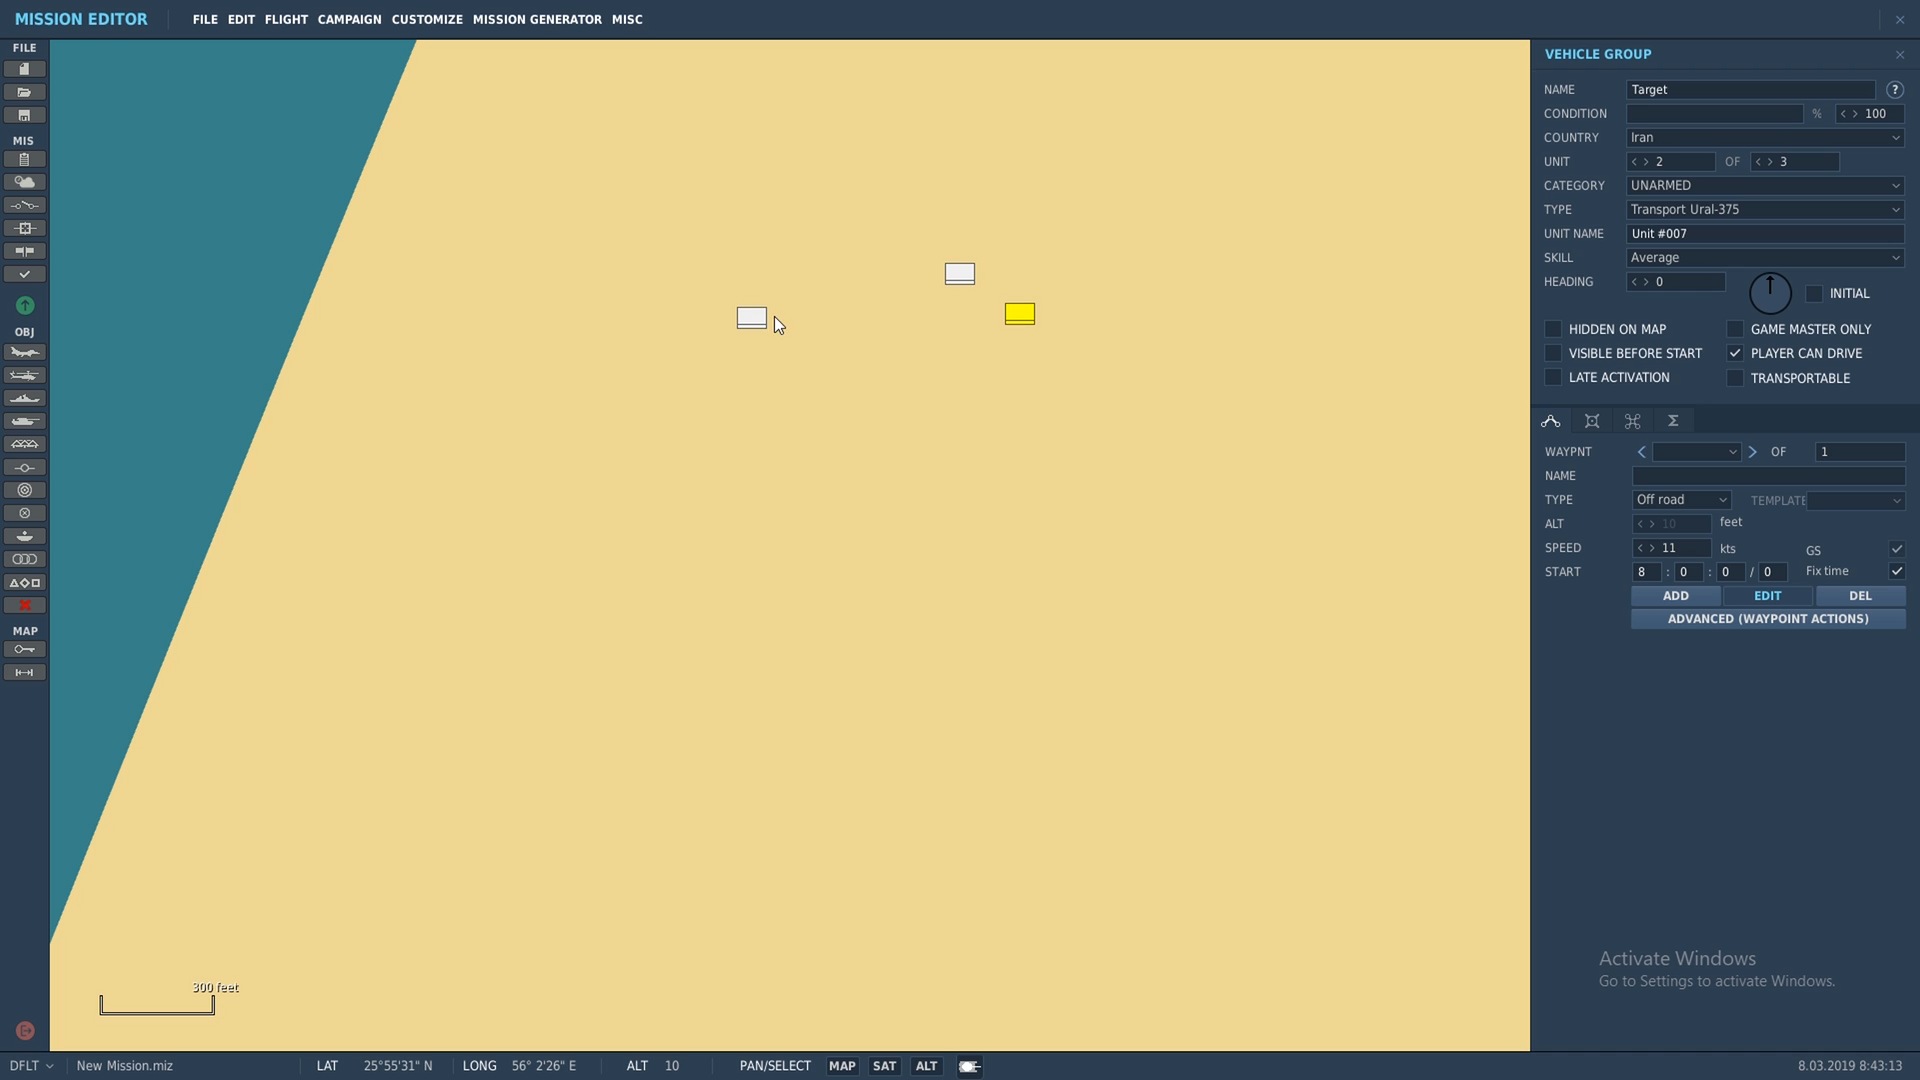 MISSION EDITOR
FILE EDIT FLIGHT CAMPAIGN CUSTOMIZE MISSION GENERATOR MISC
FILE
MIS
OBJ
MAP
300 feet
VEHICLE GROUP
NAME Target ?
CONDITION % < > 100
COUNTRY Iran
UNIT < > 2 OF < > 3
CATEGORY UNARMED
TYPE Transport Ural-375
UNIT NAME Unit #007
SKILL Average
HEADING < > 0 INITIAL
HIDDEN ON MAP GAME MASTER ONLY
VISIBLE BEFORE START PLAYER CAN DRIVE
LATE ACTIVATION TRANSPORTABLE
WAYPNT < > OF 1
NAME
TYPE Off road TEMPLATE
ALT < > 10 feet
SPEED < > 11 kts GS
START 8 : 0 : 0 / 0 Fix time
ADD EDIT DEL
ADVANCED (WAYPOINT ACTIONS)
Activate Windows
Go to Settings to activate Windows.
DFLT New Mission.miz LAT 25°55'31" N LONG 56° 2'26" E ALT 10 PAN/SELECT MAP SAT ALT 8.03.2019 8:43:13